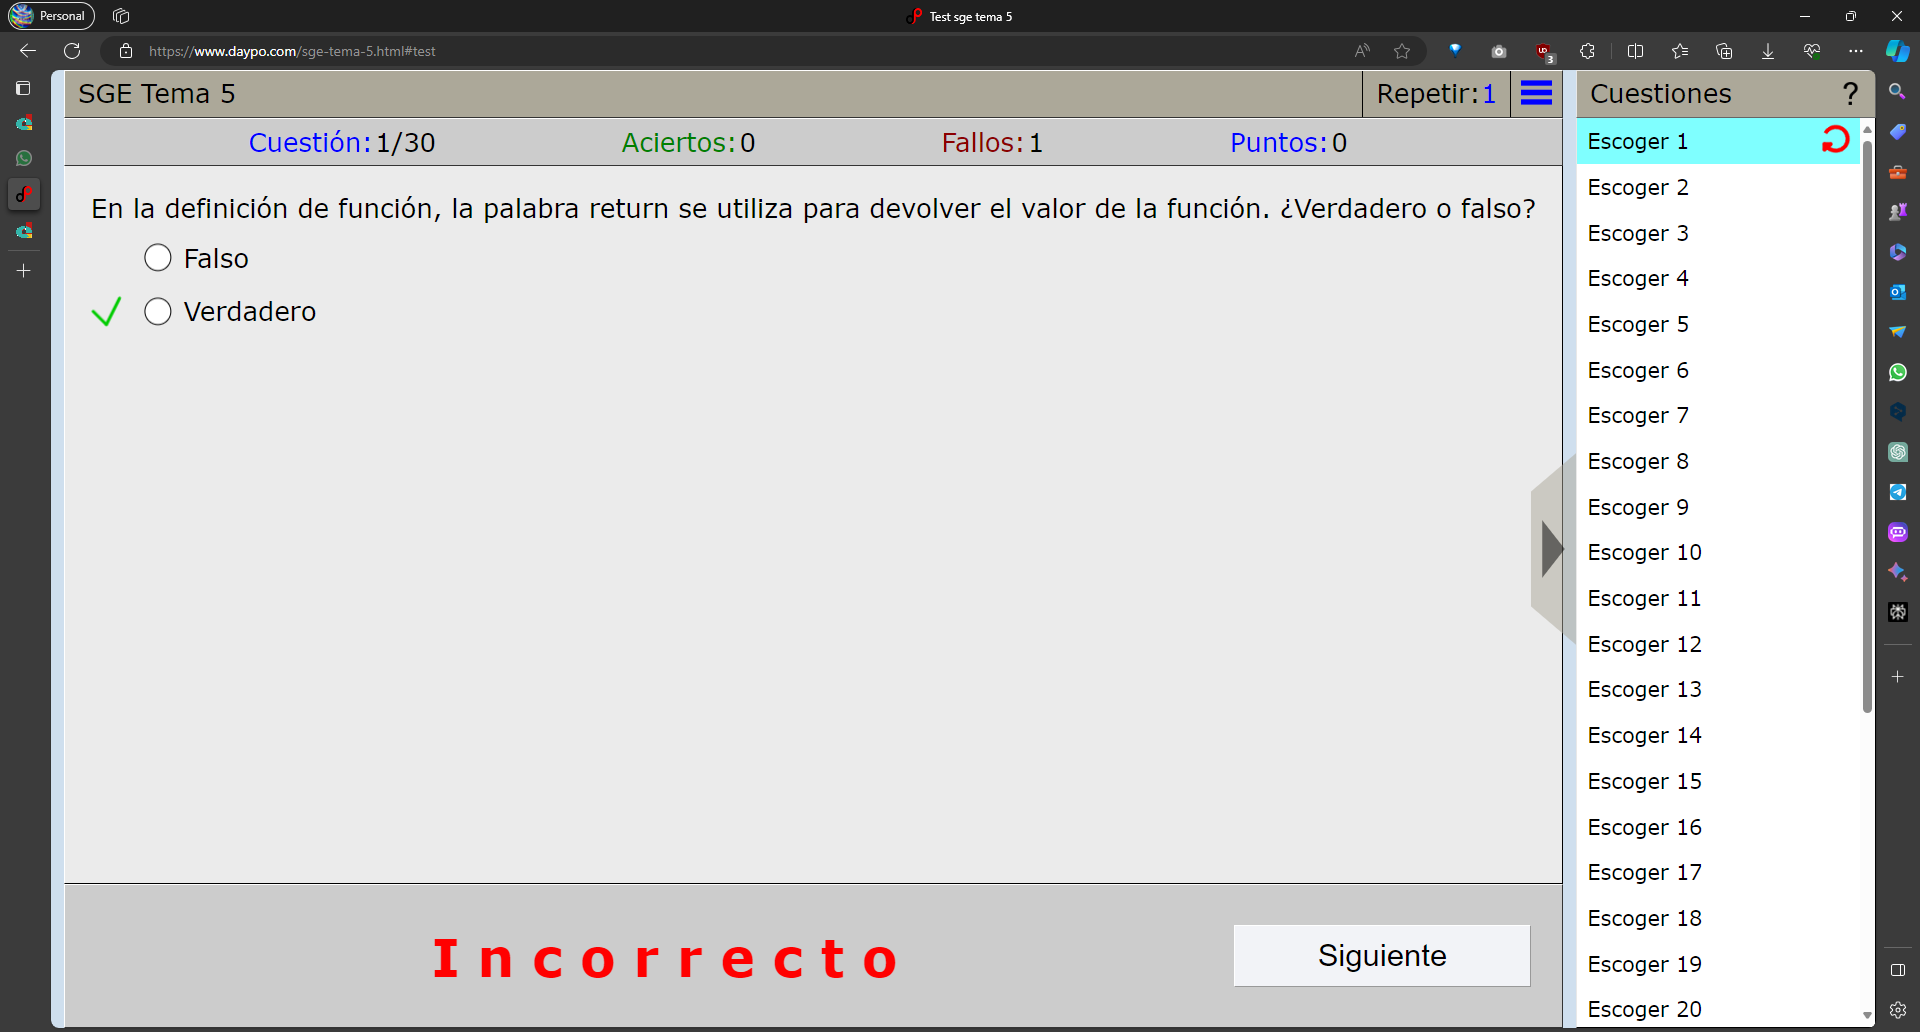 Personal
Test sge tema 5
https://www.daypo.com/sge-tema-5.html#test
3
SGE Tema 5
Repetir:1
Cuestiones
?
Cuestión:1/30
Aciertos:0
Fallos:1
Puntos:0
En la definición de función, la palabra return se utiliza para devolver el valor de la función. ¿Verdadero o falso?
Falso
Verdadero
Incorrecto
Siguiente
Escoger 1
Escoger 2
Escoger 3
Escoger 4
Escoger 5
Escoger 6
Escoger 7
Escoger 8
Escoger 9
Escoger 10
Escoger 11
Escoger 12
Escoger 13
Escoger 14
Escoger 15
Escoger 16
Escoger 17
Escoger 18
Escoger 19
Escoger 20